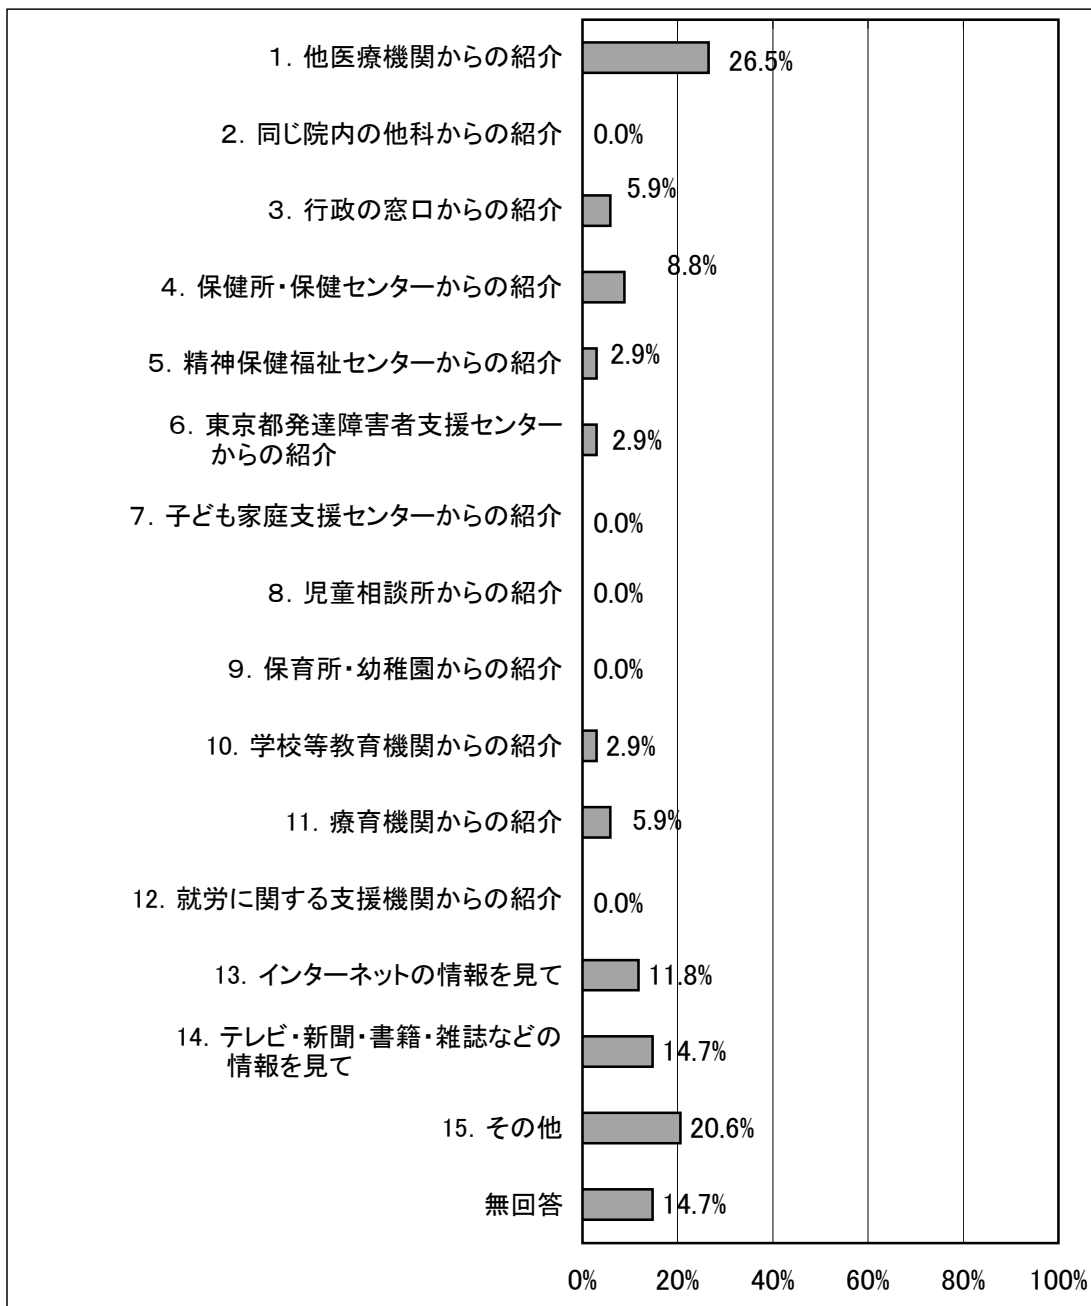 1. 他医療機関からの紹介 26.5%
2. 同じ院内の他科からの紹介 0.0%
3. 行政の窓口からの紹介 5.9%
4. 保健所・保健センターからの紹介 8.8%
5. 精神保健福祉センターからの紹介 2.9%
6. 東京都発達障害者支援センター
からの紹介 2.9%
7. 子ども家庭支援センターからの紹介 0.0%
8. 児童相談所からの紹介 0.0%
9. 保育所・幼稚園からの紹介 0.0%
10. 学校等教育機関からの紹介 2.9%
11. 療育機関からの紹介 5.9%
12. 就労に関する支援機関からの紹介 0.0%
13. インターネットの情報を見て 11.8%
14. テレビ・新聞・書籍・雑誌などの
情報を見て 14.7%
15. その他 20.6%
無回答 14.7%
0% 20% 40% 60% 80% 100%